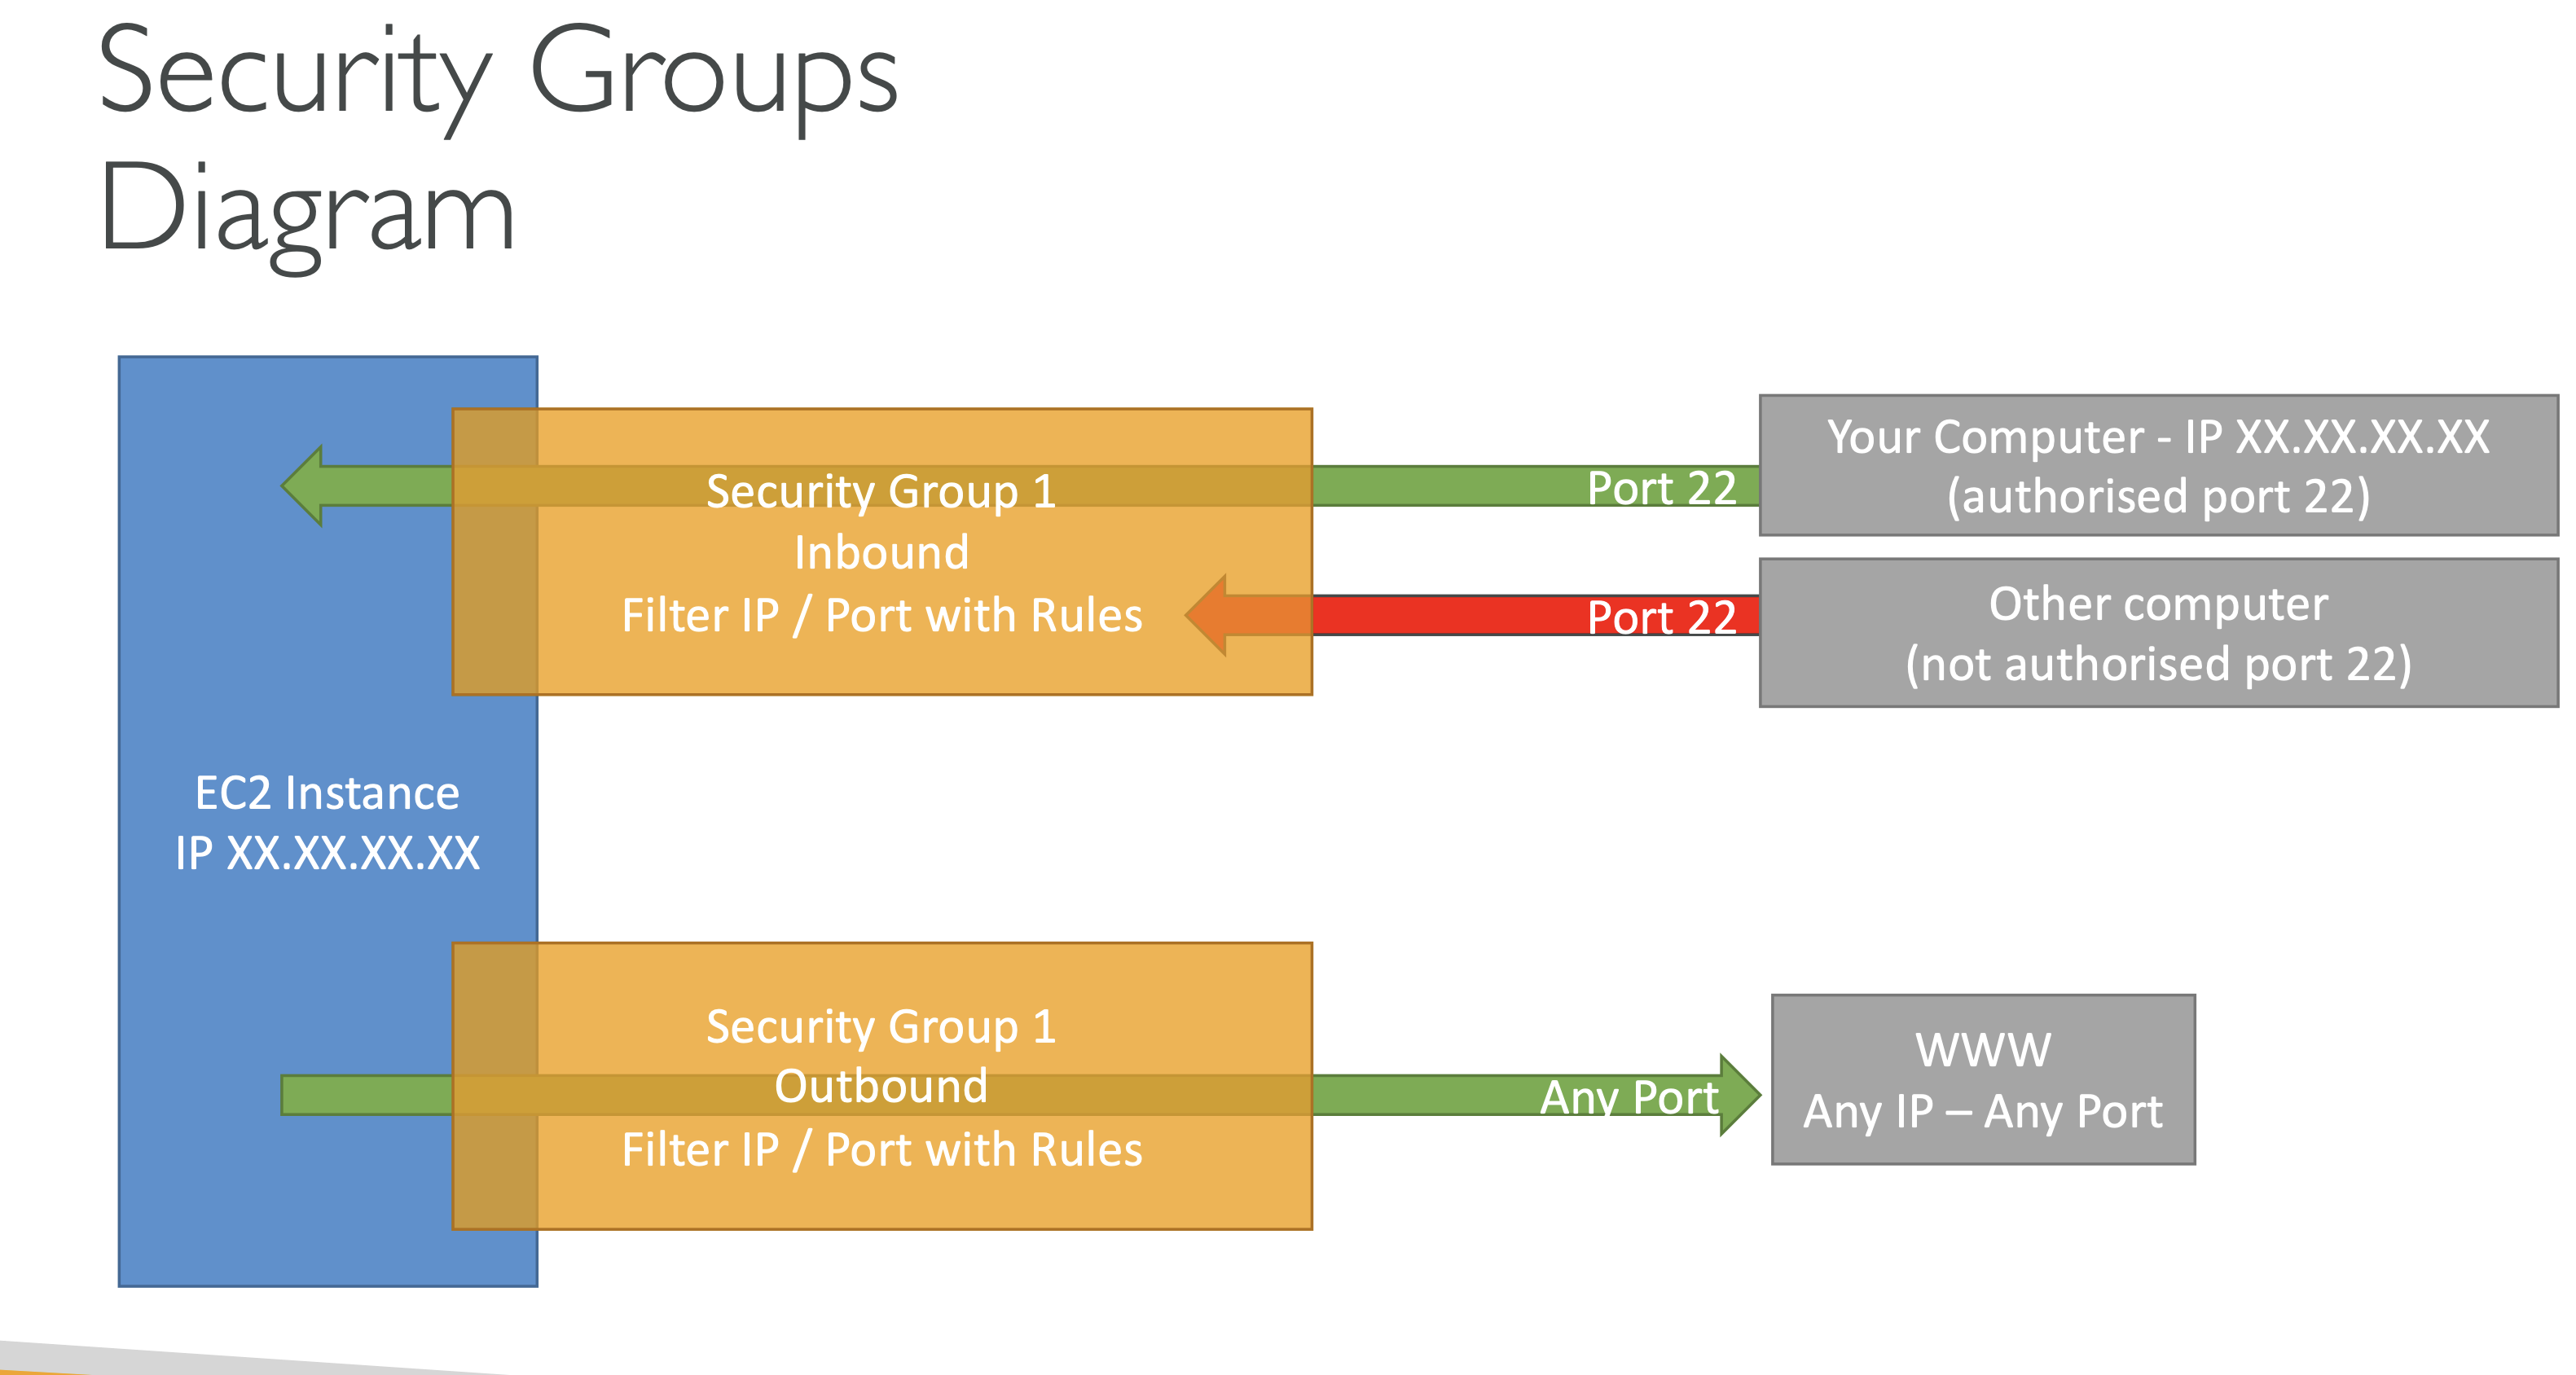 Security Groups
Diagram
Security Group 1
Inbound
Filter IP / Port with Rules
Port 22
Your Computer - IP XX.XX.XX.XX
(authorised port 22)
Port 22
Other computer
(not authorised port 22)
EC2 Instance
IP XX.XX.XX.XX
Security Group 1
Outbound
Filter IP / Port with Rules
Any Port
WWW
Any IP – Any Port